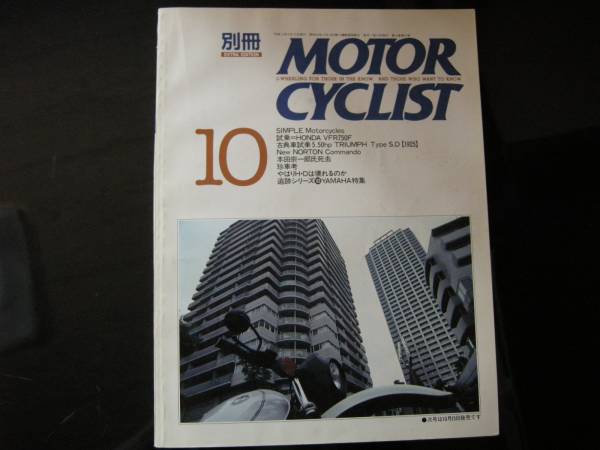 別冊
EXTRA EDITION
MOTOR
2-WHEELING FOR THOSE IN THE KNOW AND THOSE WHO WANT TO KNOW
CYCLIST
10
SIMPLE Motorcycles
試乗=HONDA VFR750F
古典車試乗5.50hp TRIUMPH Type S.D【1925】
New NORTON Commando
本田宗一郎氏死去
珍車考
やはりH・Dは壊れるのか
追跡シリーズ⑬YAMAHA特集